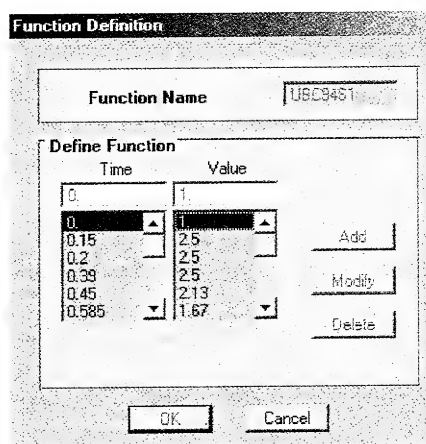 Function Definition
Function Name UBC94S1
Define Function
Time Value
0. 1.
0. 1.
0.15 2.5
0.2 2.5
0.39 2.5
0.45 2.13
0.585 1.67
Add
Modify
Delete
OK Cancel